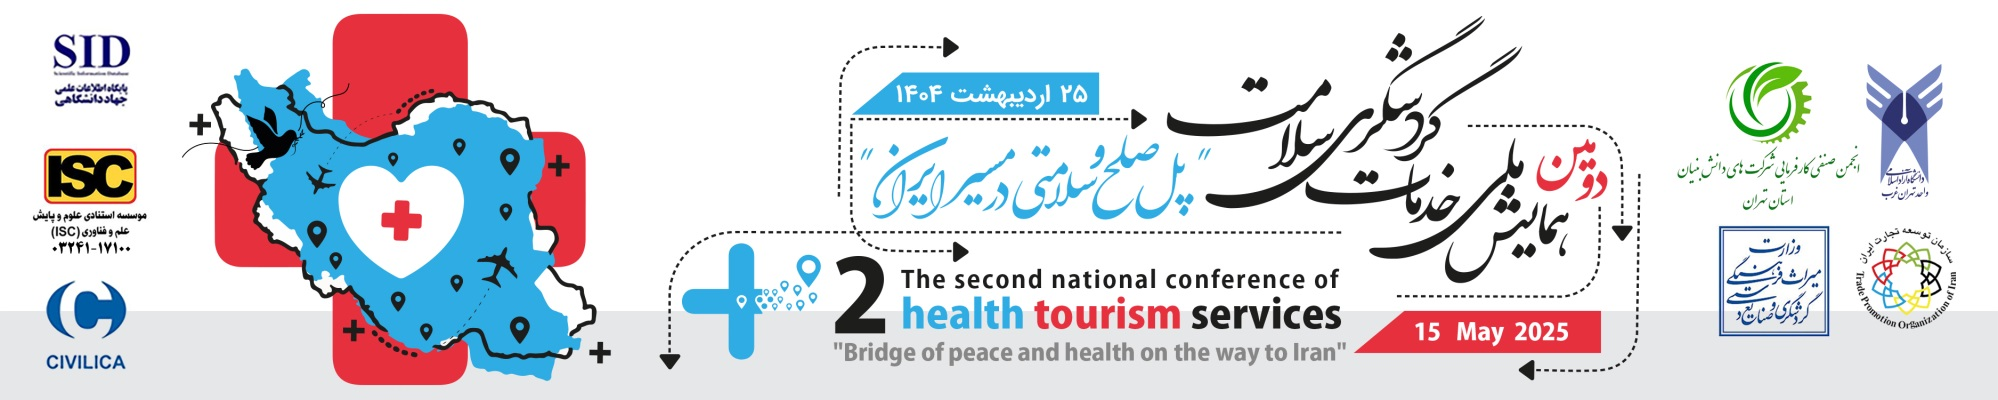 SID
Scientific Information Database
پایگاه اطلاعات علمی
جهاد دانشگاهی
ISC
موسسه استنادی علوم و پایش
علم و فناوری (ISC)
۰۳۲۴۱-۱۷۱۰۰
CIVILICA
۲۵ اردیبهشت ۱۴۰۴
دومین
همایش ملی خدمات گردشگری سلامت
"پل صلح و سلامتی در مسیر ایران"
2
The second national conference of
health tourism services
"Bridge of peace and health on the way to Iran"
15 May 2025
انجمن صنفی کارفرمایی شرکت های دانش بنیان
استان تهران
دانشگاه آزاد اسلامی
واحد تهران غرب
وزارت
میراث فرهنگی
گردشگری و صنایع دستی
سازمان توسعه تجارت ایران
Trade Promotion Organization of Iran